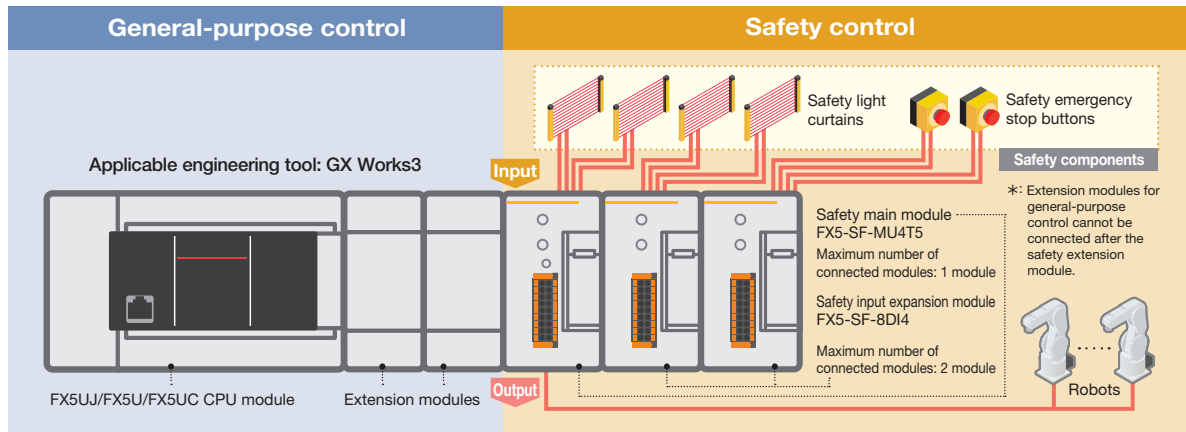 General-purpose control
Safety control
Safety light
curtains
Safety emergency
stop buttons
Applicable engineering tool: GX Works3
Input
Safety components
Safety main module
FX5-SF-MU4T5
Maximum number of
connected modules: 1 module
Safety input expansion module
FX5-SF-8DI4
Maximum number of
connected modules: 2 module
*: Extension modules for
general-purpose
control cannot be
connected after the
safety extension
module.
FX5UJ/FX5U/FX5UC CPU module
Extension modules
Output
Robots